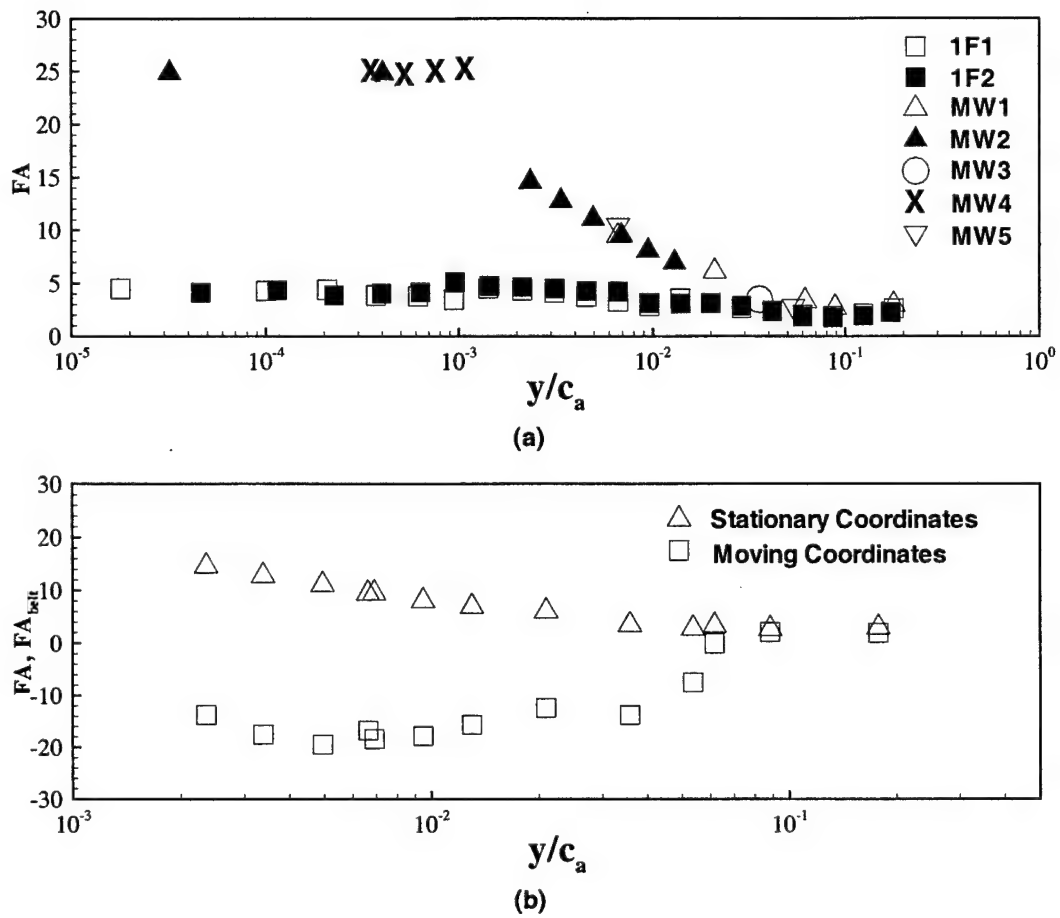 30
25
20
15
10
5
0
FA
10⁻⁵
10⁻⁴
10⁻³
10⁻²
10⁻¹
10⁰
y/cₐ
1F1
1F2
MW1
MW2
MW3
MW4
MW5
(a)
30
20
10
0
-10
-20
-30
FA, FA_belt
10⁻³
10⁻²
10⁻¹
y/cₐ
Stationary Coordinates
Moving Coordinates
(b)